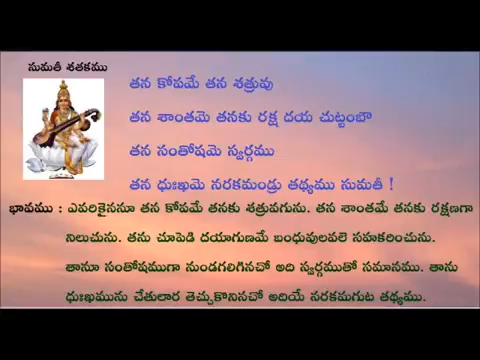 సుమతీ శతకము
తన కోపమే తన శత్రువు
తన శాంతమె తనకు రక్ష దయ చుట్టంబౌ
తన సంతోషమె స్వర్గము
తన ధుఃఖమె నరకమండ్రు తథ్యము సుమతీ !
భావము : ఎవరికైననూ తన కోపమే తనకు శత్రువగును. తన శాంతమే తనకు రక్షణగా
నిలుచును. తను చూపెడి దయాగుణమే బంధువులవలె సహకరించును.
తానూ సంతోషముగా నుండగలిగినచో అది స్వర్గముతో సమానము. తాను
ధుఃఖమును చేతులార తెచ్చుకొనినచో అదియే నరకమగుట తథ్యము.